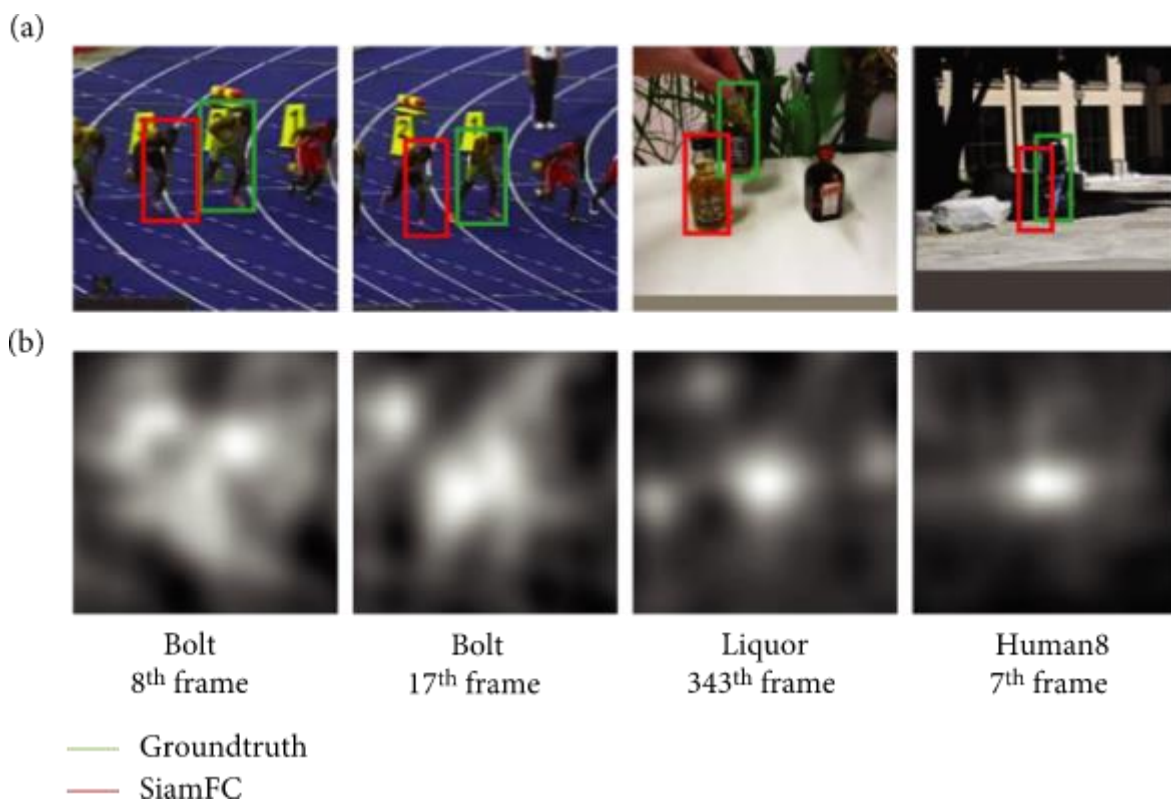 (a)
(b)
Bolt
8th frame
Bolt
17th frame
Liquor
343th frame
Human8
7th frame
Groundtruth
SiamFC